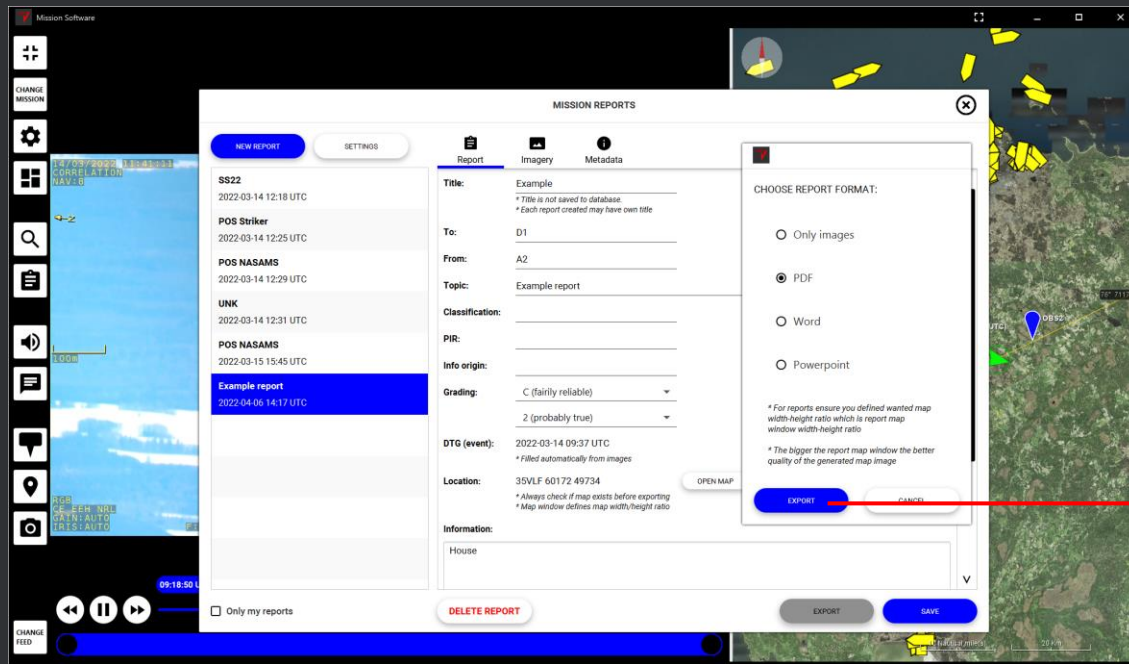 Mission Software
CHANGE
MISSION
14/03/2022 11:41:11
CORRELATION
NAV:8
100m
CE EEH NRL
GAIN:AUTO
IRIS:AUTO
09:18:50
CHANGE
FEED
MISSION REPORTS
NEW REPORT
SETTINGS
SS22
2022-03-14 12:18 UTC
POS Striker
2022-03-14 12:25 UTC
POS NASAMS
2022-03-14 12:29 UTC
UNK
2022-03-14 12:31 UTC
POS NASAMS
2022-03-15 15:45 UTC
Example report
2022-04-06 14:17 UTC
Only my reports
Report Imagery Metadata
Title: Example
* Title is not saved to database.
* Each report created may have own title
To: D1
From: A2
Topic: Example report
Classification:
PIR:
Info origin:
Grading: C (fairily reliable)
2 (probably true)
DTG (event): 2022-03-14 09:37 UTC
* Filled automatically from images
Location: 35VLF 60172 49734 OPEN MAP
* Always check if map exists before exporting
* Map window defines map width/height ratio
Information:
House
DELETE REPORT
EXPORT
SAVE
CHOOSE REPORT FORMAT:
Only images
PDF
Word
Powerpoint
* For reports ensure you defined wanted map
width-height ratio which is report map
window width-height ratio
* The bigger the report map window the better
quality of the generated map image
EXPORT
CANCEL
DBS2
20 km